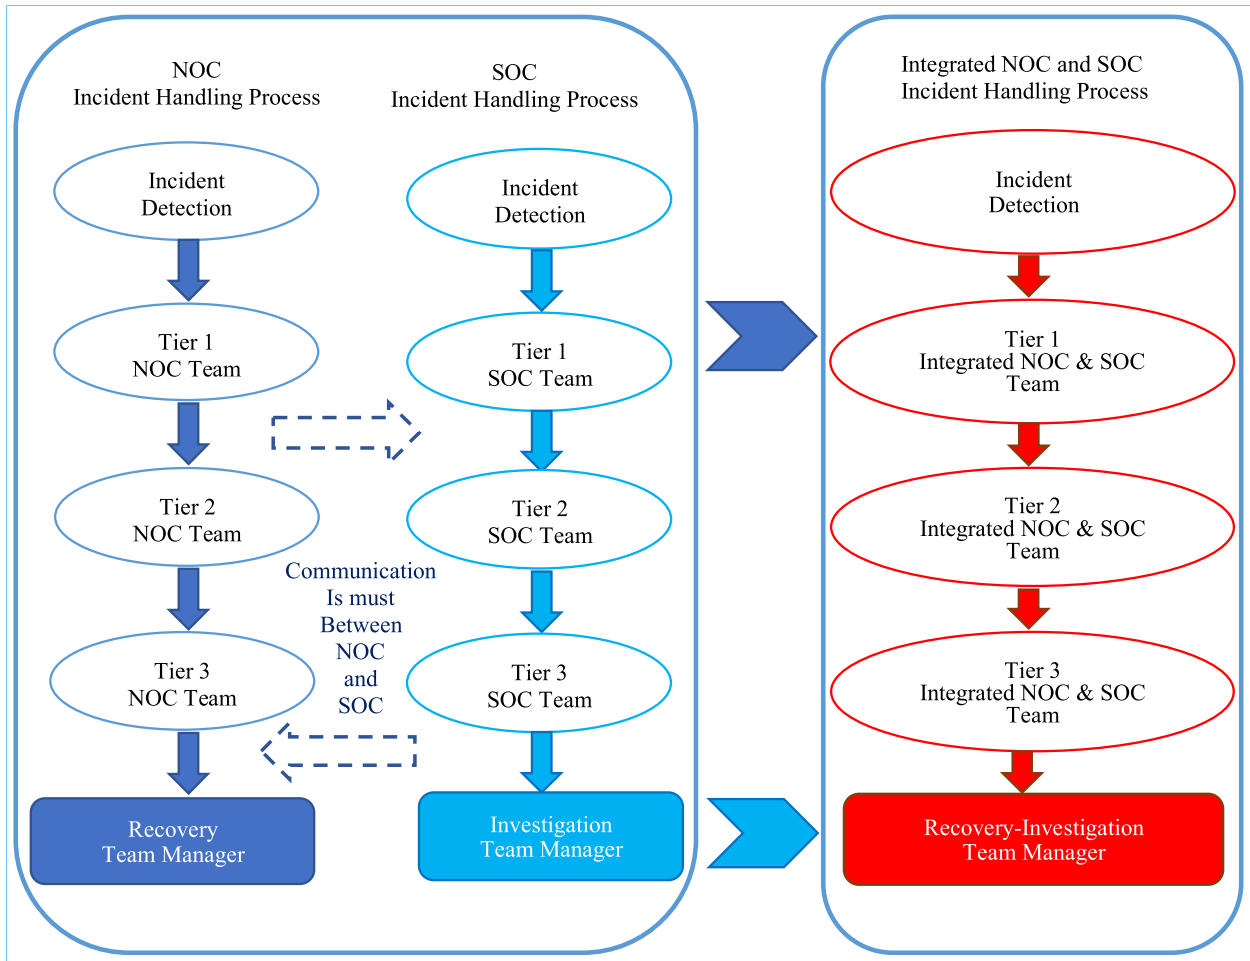 NOC
Incident Handling Process
Incident
Detection
Tier 1
NOC Team
Tier 2
NOC Team
Tier 3
NOC Team
Recovery
Team Manager
SOC
Incident Handling Process
Incident
Detection
Tier 1
SOC Team
Tier 2
SOC Team
Tier 3
SOC Team
Investigation
Team Manager
Communication
Is must
Between
NOC
and
SOC
Integrated NOC and SOC
Incident Handling Process
Incident
Detection
Tier 1
Integrated NOC & SOC
Team
Tier 2
Integrated NOC & SOC
Team
Tier 3
Integrated NOC & SOC
Team
Recovery-Investigation
Team Manager